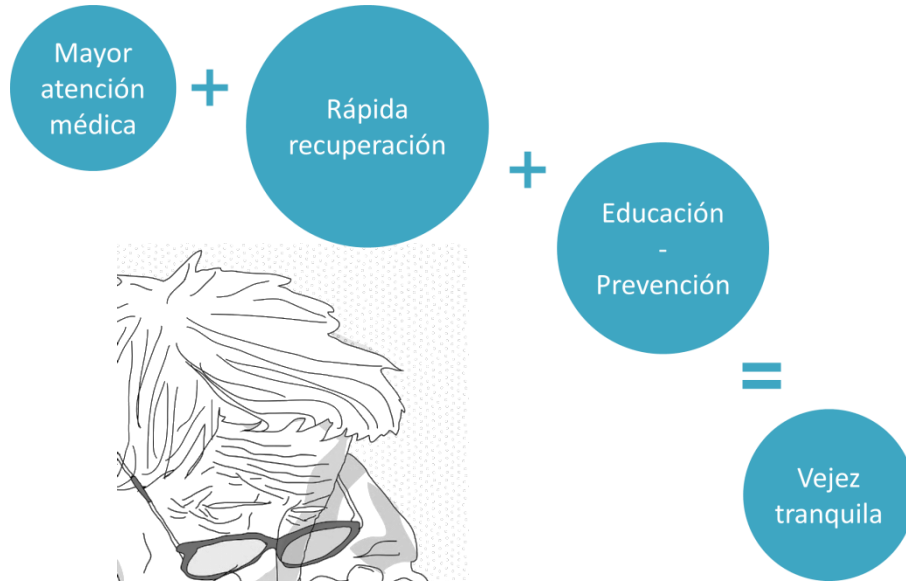 Mayor
atención
médica
+
Rápida
recuperación
+
Educación
-
Prevención
=
Vejez
tranquila